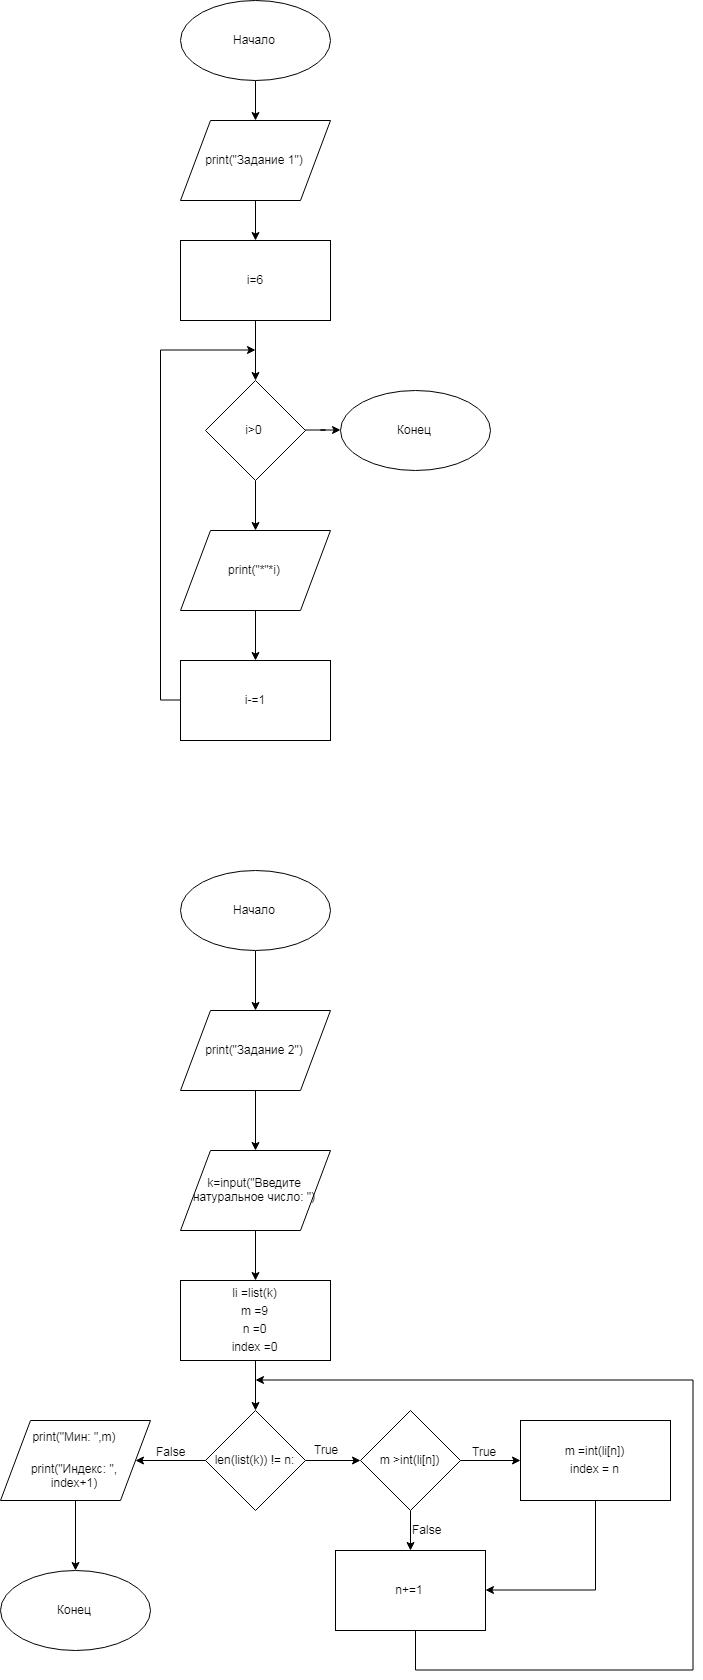 Начало
print("Задание 1")
i=6
i>0
Конец
print("*"*i)
i-=1
Начало
print("Задание 2")
k=input("Введите
натуральное число: ")
li =list(k)
m =9
n =0
index =0
len(list(k)) != n:
False
True
print("Мин: ",m)
print("Индекс: ",
index+1)
m >int(li[n])
True
m =int(li[n])
index = n
False
n+=1
Конец